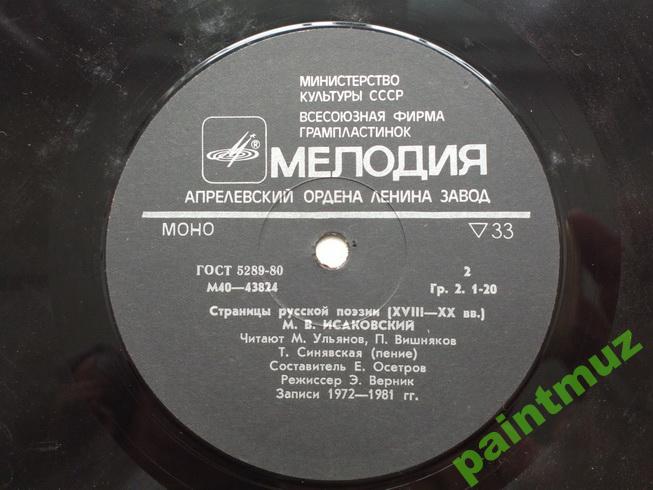 МИНИСТЕРСТВО
КУЛЬТУРЫ СССР
ВСЕСОЮЗНАЯ ФИРМА
ГРАМПЛАСТИНОК
®
МЕЛОДИЯ
АПРЕЛЕВСКИЙ ОРДЕНА ЛЕНИНА ЗАВОД
МОНО ▽33
ГОСТ 5289-80 2
М40—43824 Гр. 2. 1-20
Страницы русской поэзии (XVIII—XX вв.)
М. В. ИСАКОВСКИЙ
Читают М. Ульянов, П. Вишняков
Т. Синявская (пение)
Составитель Е. Осетров
Режиссер Э. Верник
Записи 1972—1981 гг.
paintmuz